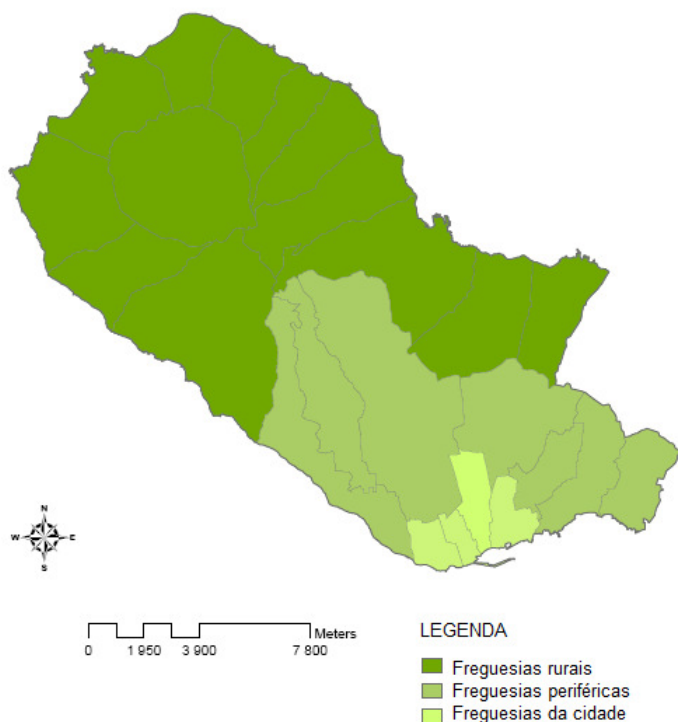 N
W E
S
Meters
0 1 950 3 900 7 800
LEGENDA
Freguesias rurais
Freguesias periféricas
Freguesias da cidade